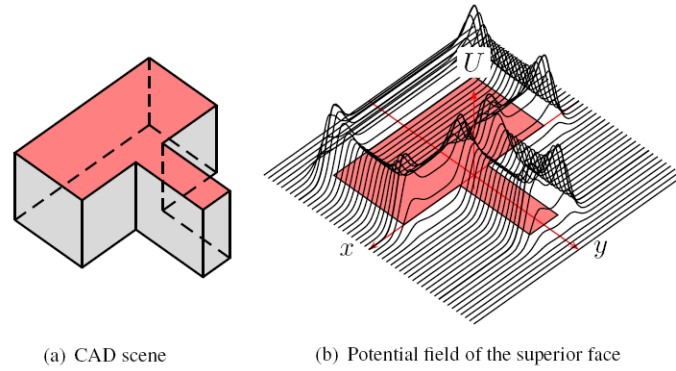 U
x
y
(a) CAD scene
(b) Potential field of the superior face